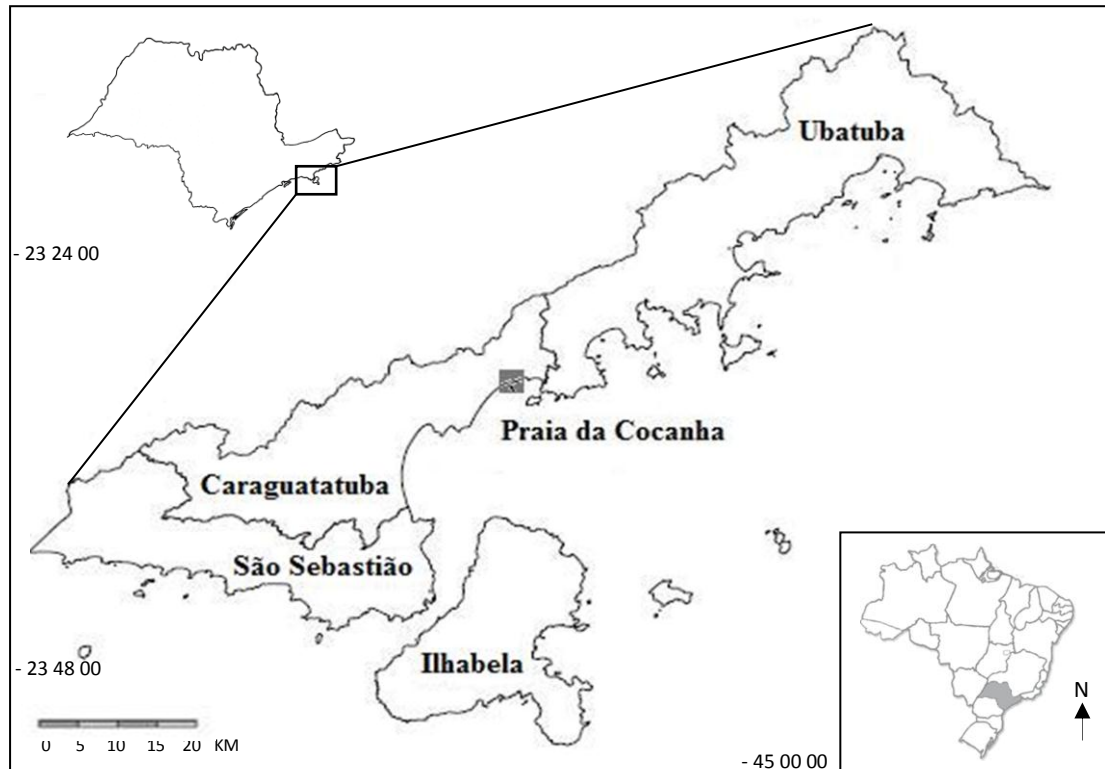 Ubatuba
- 23 24 00
Praia da Cocanha
Caraguatatuba
São Sebastião
Ilhabela
- 23 48 00
N
0 5 10 15 20 KM
- 45 00 00